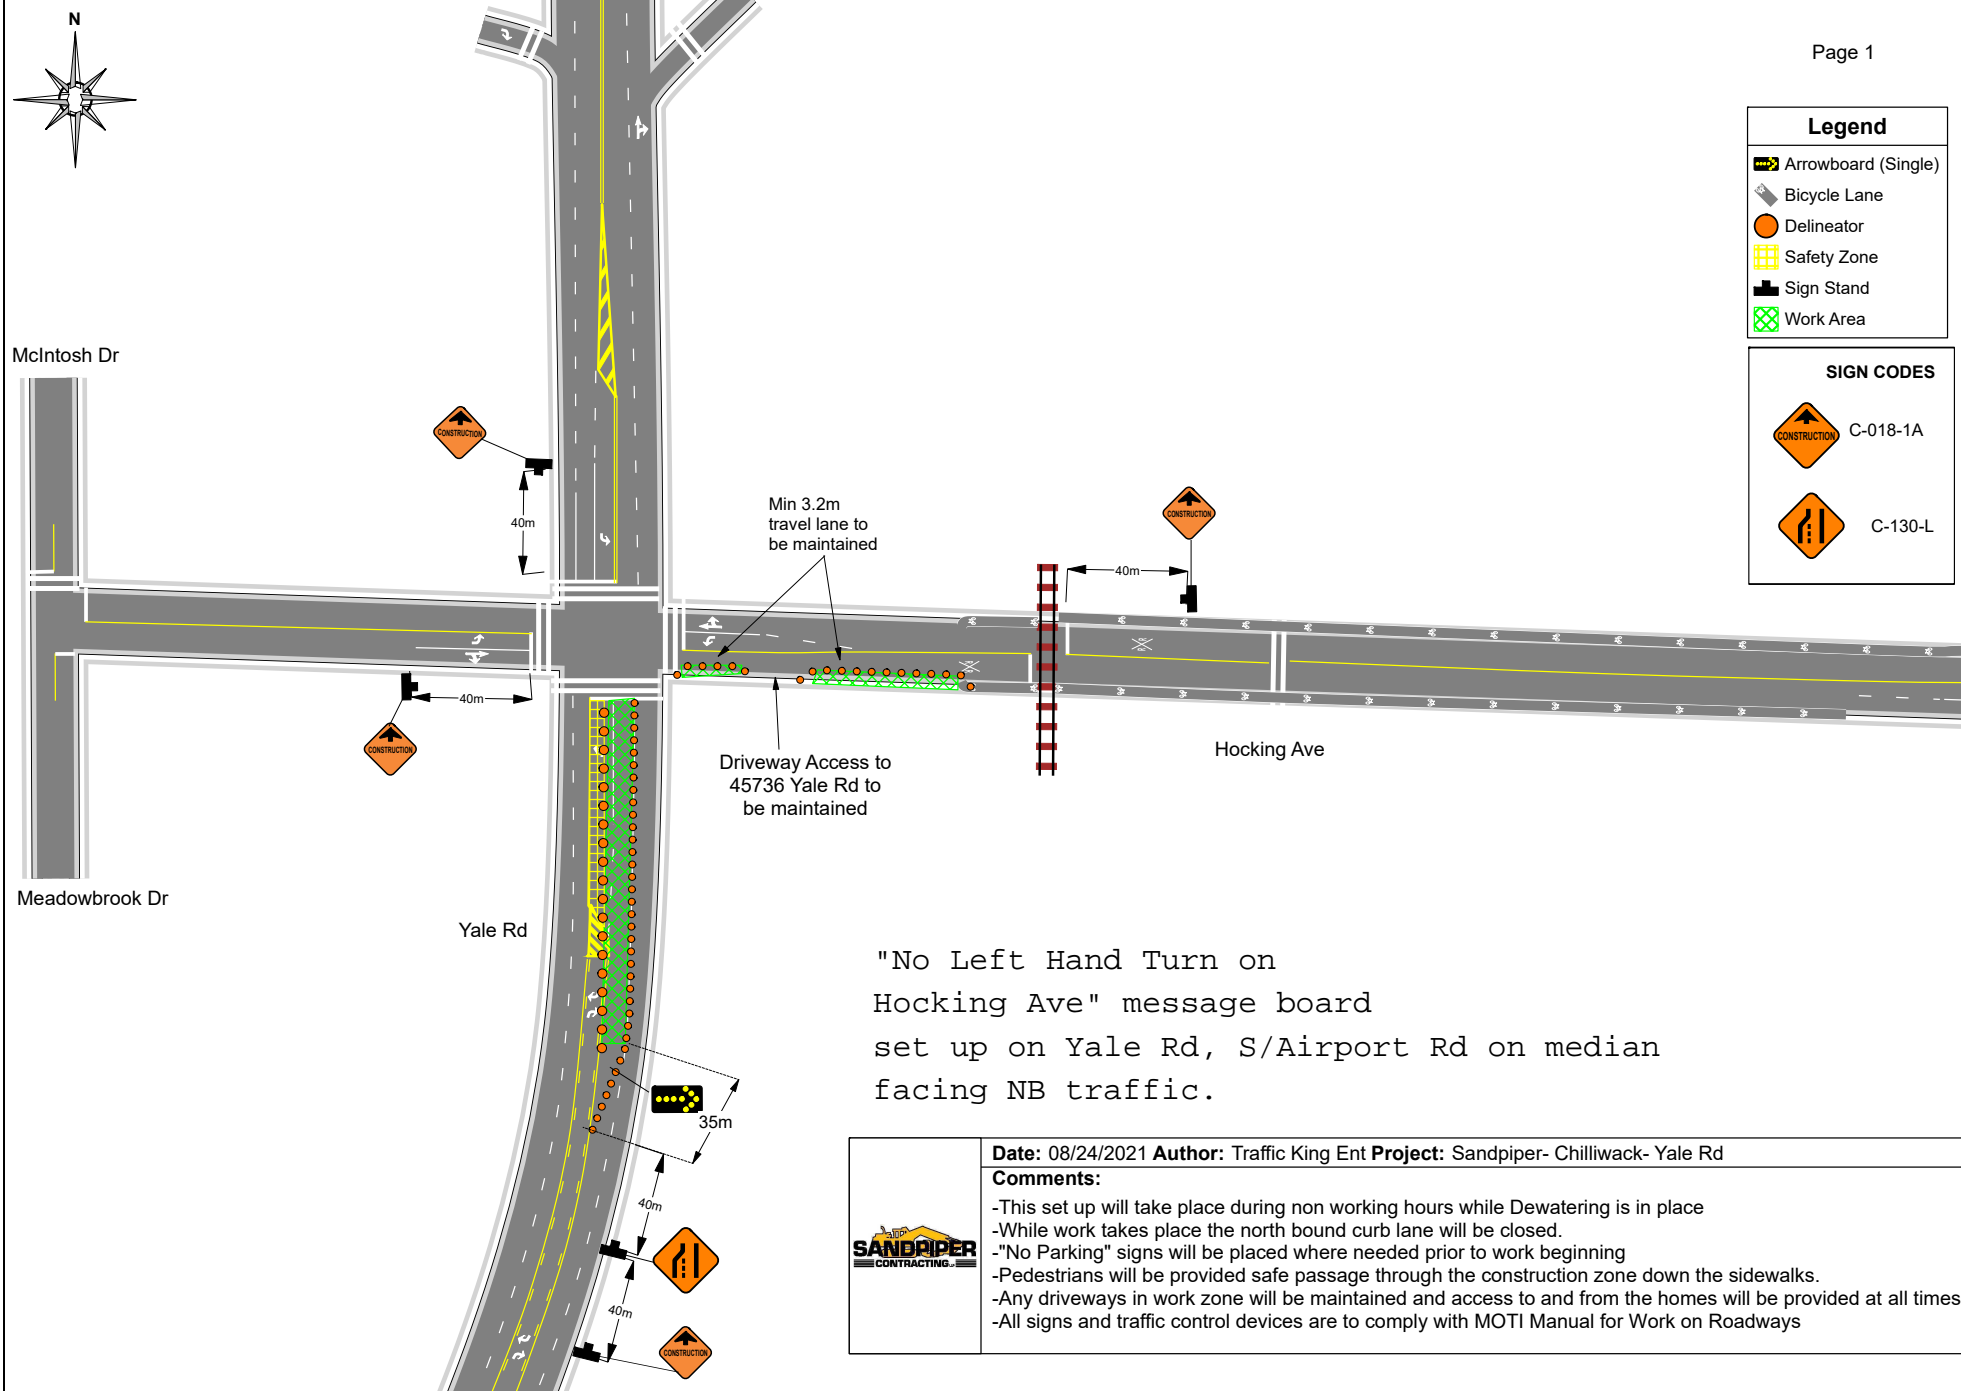 N
Page 1
Legend
Arrowboard (Single)
Bicycle Lane
Delineator
Safety Zone
Sign Stand
Work Area
SIGN CODES
CONSTRUCTION
C-018-1A
C-130-L
McIntosh Dr
CONSTRUCTION
40m
Min 3.2m
travel lane to
be maintained
CONSTRUCTION
40m
40m
CONSTRUCTION
Driveway Access to
45736 Yale Rd to
be maintained
Hocking Ave
Meadowbrook Dr
Yale Rd
"No Left Hand Turn on
Hocking Ave" message board
set up on Yale Rd, S/Airport Rd on median
facing NB traffic.
35m
40m
40m
CONSTRUCTION
SANDPIPER
CONTRACTING
Date: 08/24/2021 Author: Traffic King Ent Project: Sandpiper- Chilliwack- Yale Rd
Comments:
-This set up will take place during non working hours while Dewatering is in place
-While work takes place the north bound curb lane will be closed.
-"No Parking" signs will be placed where needed prior to work beginning
-Pedestrians will be provided safe passage through the construction zone down the sidewalks.
-Any driveways in work zone will be maintained and access to and from the homes will be provided at all times
-All signs and traffic control devices are to comply with MOTI Manual for Work on Roadways